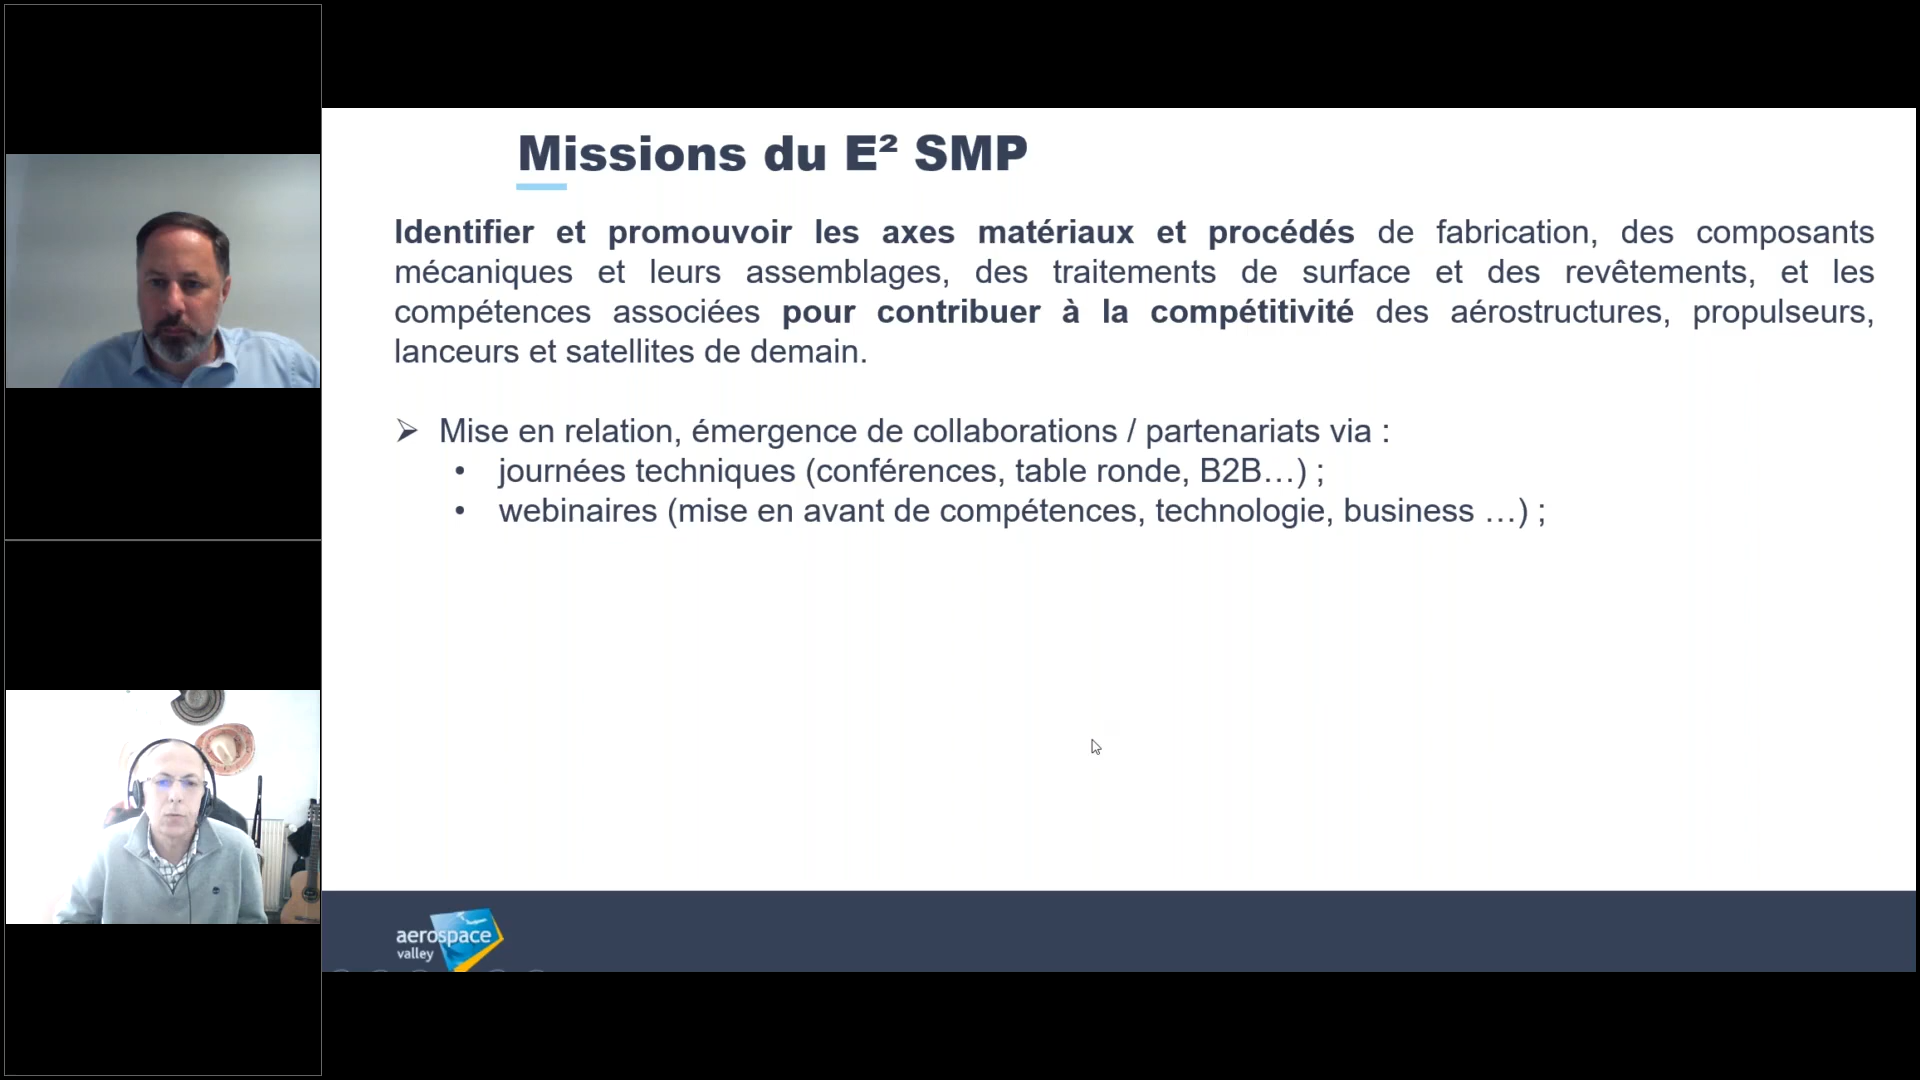 Missions du E² SMP
Identifier et promouvoir les axes matériaux et procédés de fabrication, des composants
mécaniques et leurs assemblages, des traitements de surface et des revêtements, et les
compétences associées pour contribuer à la compétitivité des aérostructures, propulseurs,
lanceurs et satellites de demain.
➢ Mise en relation, émergence de collaborations / partenariats via :
• journées techniques (conférences, table ronde, B2B…) ;
• webinaires (mise en avant de compétences, technologie, business …) ;
aerospace
valley